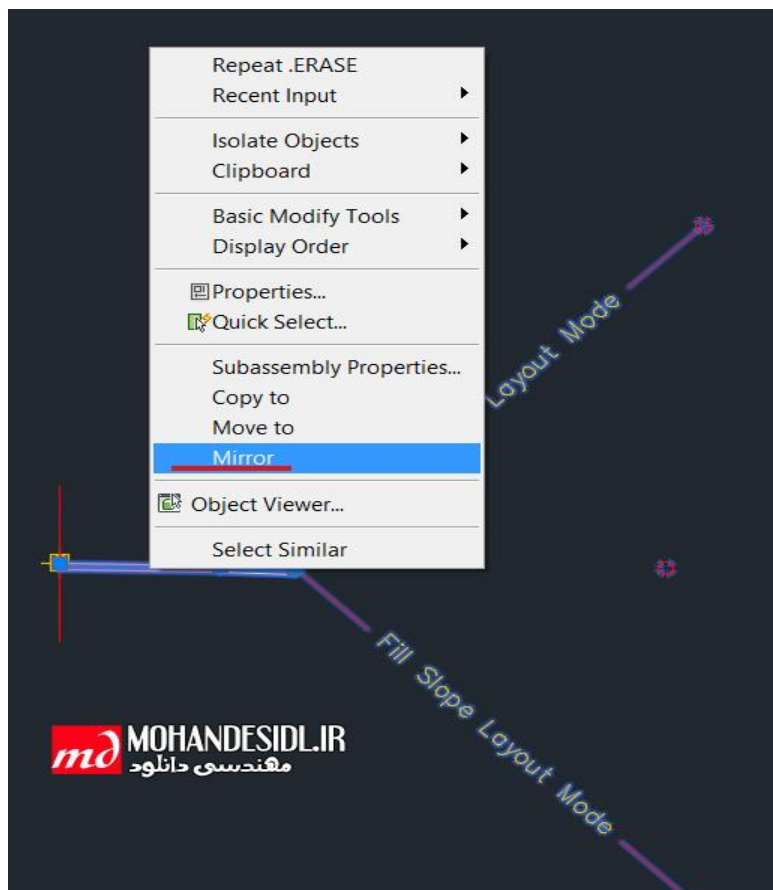 Repeat .ERASE
Recent Input
Isolate Objects
Clipboard
Basic Modify Tools
Display Order
Properties...
Quick Select...
Subassembly Properties...
Copy to
Move to
Mirror
Object Viewer...
Select Similar
Layout Mode
Fill Slope Layout Mode
md MOHANDESIDL.IR
مهندسی دانلود